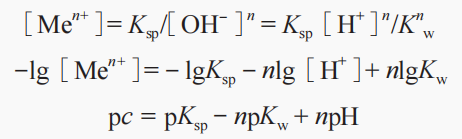 [Meⁿ⁺]= K_sp/[OH⁻]ⁿ = K_sp [H⁺]ⁿ/Kⁿ_w
−lg [Meⁿ⁺]= − lgK_sp − nlg [H⁺]+ nlgK_w
pc = pK_sp − npK_w + npH